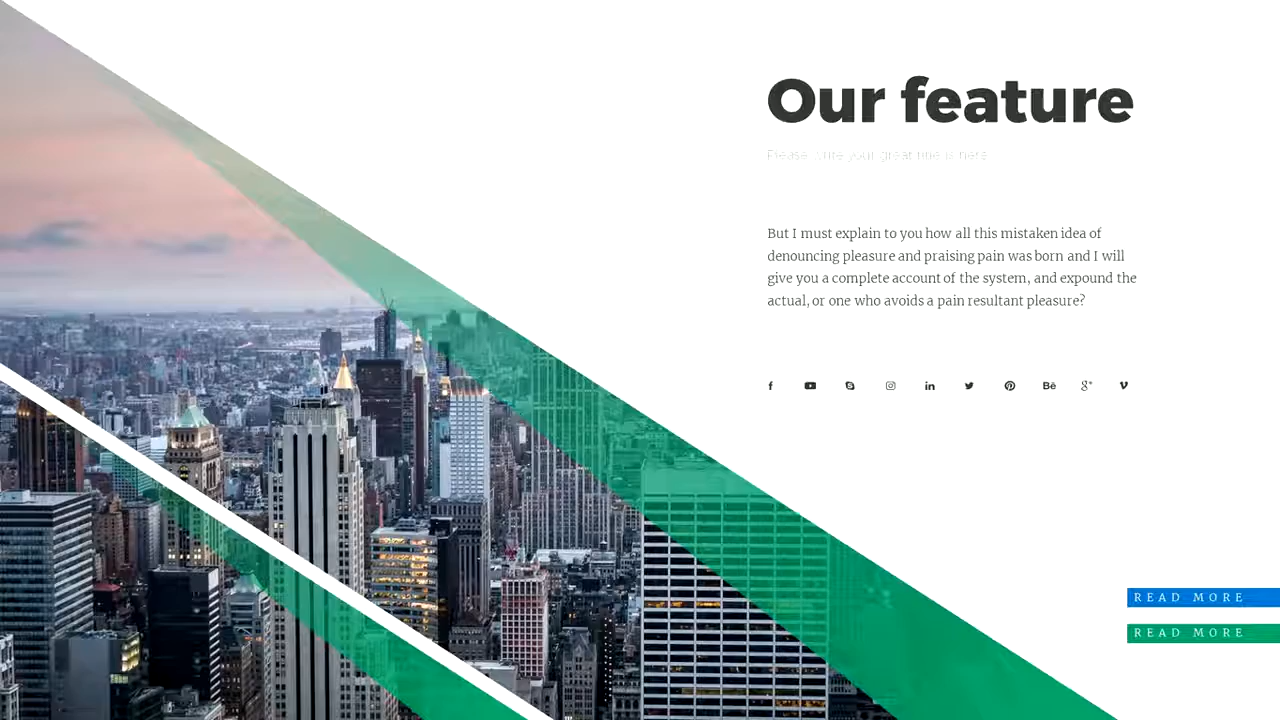 Our feature
Please write your great title is here
But I must explain to you how all this mistaken idea of
denouncing pleasure and praising pain was born and I will
give you a complete account of the system, and expound the
actual, or one who avoids a pain resultant pleasure?
Bē
READ MORE
READ MORE